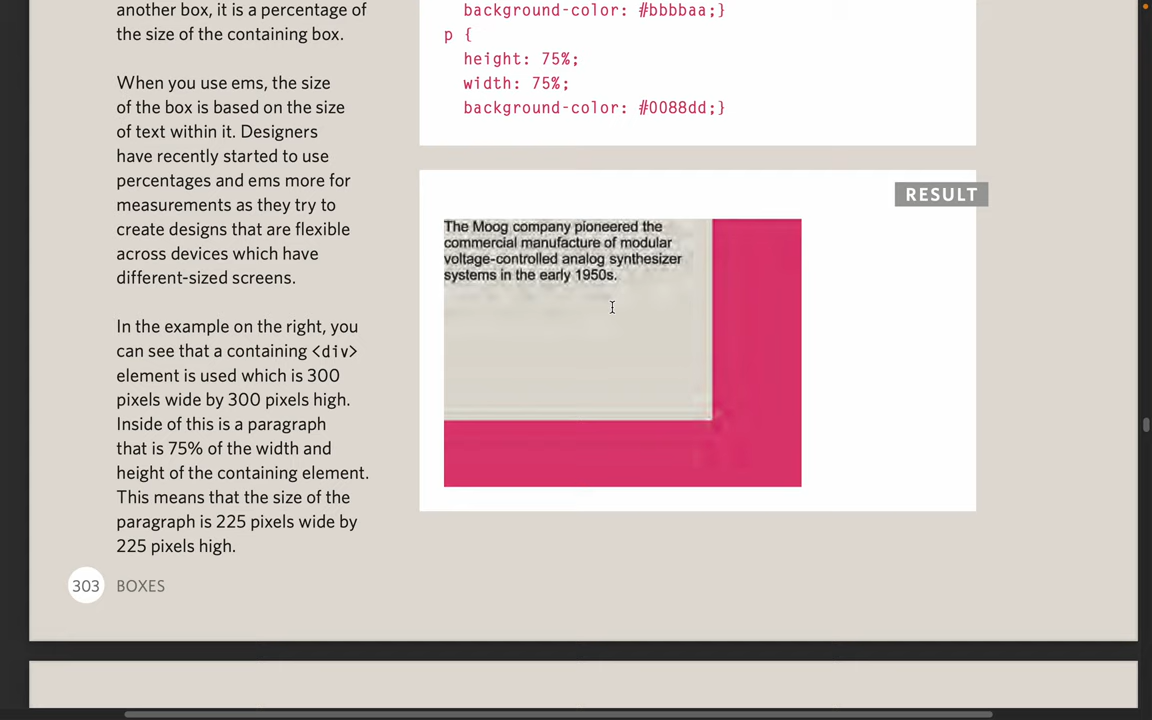 another box, it is a percentage of
the size of the containing box.
When you use ems, the size
of the box is based on the size
of text within it. Designers
have recently started to use
percentages and ems more for
measurements as they try to
create designs that are flexible
across devices which have
different-sized screens.
In the example on the right, you
can see that a containing <div>
element is used which is 300
pixels wide by 300 pixels high.
Inside of this is a paragraph
that is 75% of the width and
height of the containing element.
This means that the size of the
paragraph is 225 pixels wide by
225 pixels high.
303 BOXES
background-color: #bbbbaa;}
p {
height: 75%;
width: 75%;
background-color: #0088dd;}
RESULT
The Moog company pioneered the
commercial manufacture of modular
voltage-controlled analog synthesizer
systems in the early 1950s.